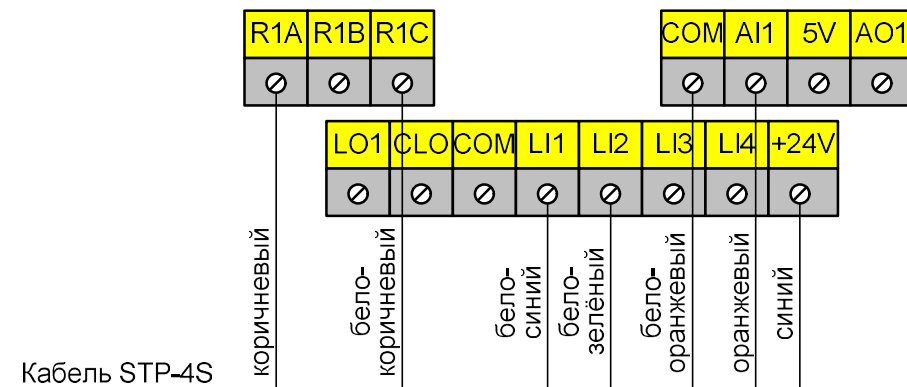 R1A R1B R1C COM AI1 5V AO1
LO1 CLO COM LI1 LI2 LI3 LI4 +24V
коричневый
бело-
коричневый
бело-
синий
бело-
зелёный
бело-
оранжевый
оранжевый
синий
Кабель STP-4S